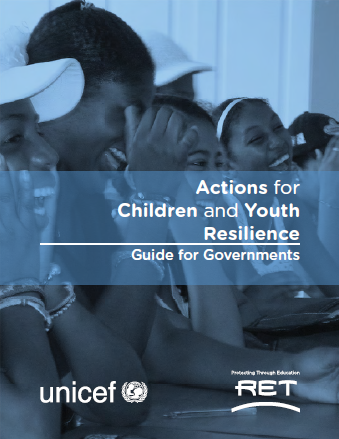 Actions for
Children and Youth
Resilience
Guide for Governments
unicef
Protecting Through Education
RET